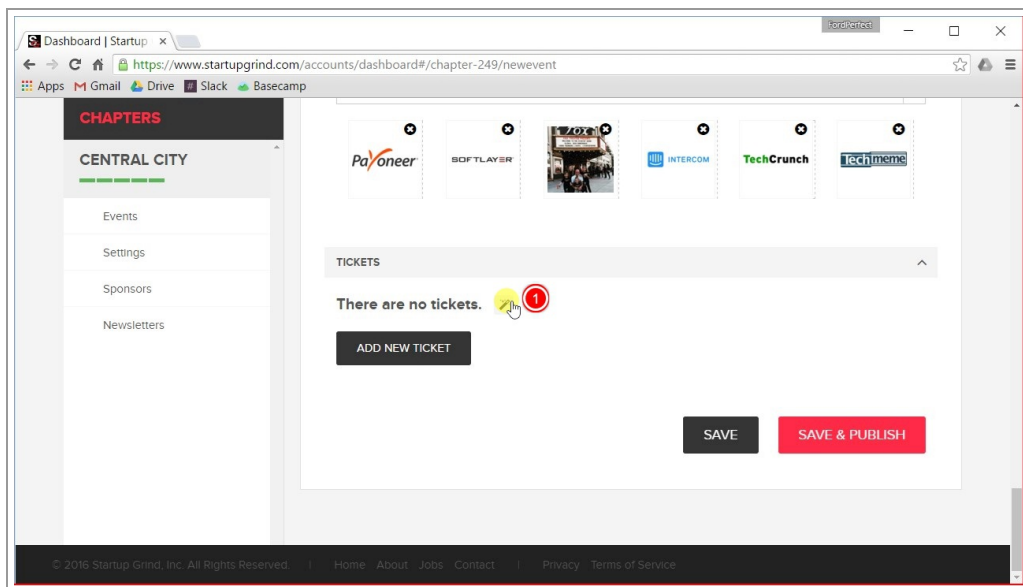 FordPerfect
Dashboard | Startup
https://www.startupgrind.com/accounts/dashboard#/chapter-249/newevent
Apps Gmail Drive Slack Basecamp
CHAPTERS
CENTRAL CITY
Events
Settings
Sponsors
Newsletters
Payoneer SOFTLAYER FOX INTERCOM TechCrunch Techmeme
TICKETS
There are no tickets. 1
ADD NEW TICKET
SAVE SAVE & PUBLISH
© 2016 Startup Grind, Inc. All Rights Reserved. | Home About Jobs Contact | Privacy Terms of Service